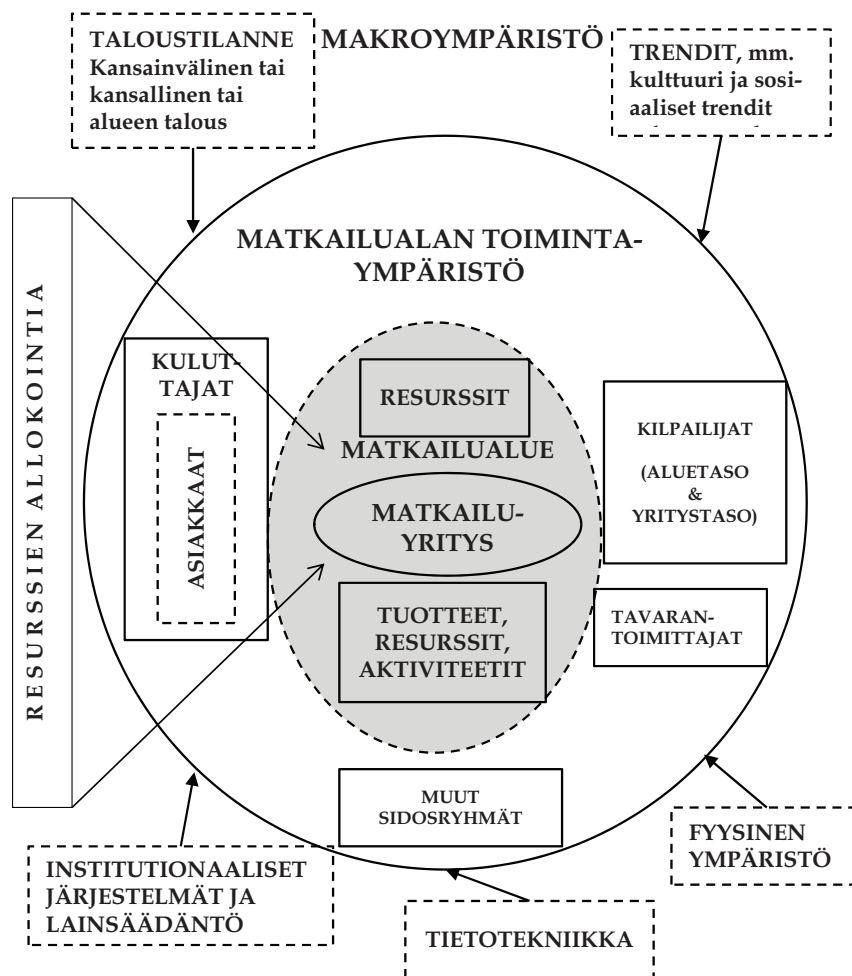 TALOUSTILANNE
Kansainvälinen tai
kansallinen tai
alueen talous
MAKROYMPÄRISTÖ
TRENDIT, mm.
kulttuuri ja sosi-
aaliset trendit
MATKAILUALAN TOIMINTA-
YMPÄRISTÖ
RESURSSIEN ALLOKOINTIA
KULUT-
TAJAT
ASIAKKAAT
RESURSSIT
MATKAILUALUE
MATKAILU-
YRITYS
TUOTTEET,
RESURSSIT,
AKTIVITEETIT
KILPAILIJAT
(ALUETASO
&
YRITYSTASO)
TAVARAN-
TOIMITTAJAT
MUUT
SIDOSRYHMÄT
INSTITUTIONAALISET
JÄRJESTELMÄT JA
LAINSÄÄDÄNTÖ
TIETOTEKNIIKKA
FYYSINEN
YMPÄRISTÖ